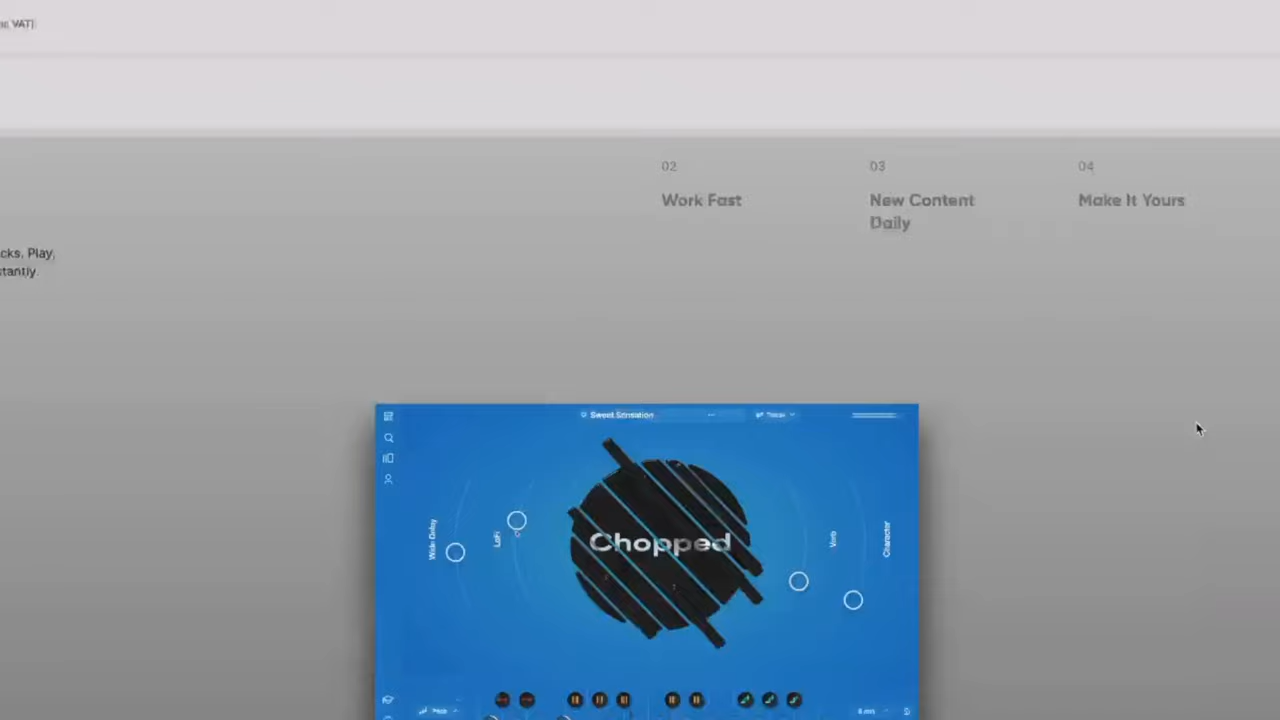 VAT)
02
03
04
Work Fast
New Content
Daily
Make It Yours
cks. Play,
stantly.
Sweet Sensation
Wide Delay
LoFi
Chopped
Verb
Character